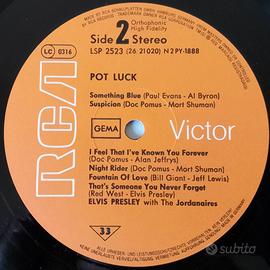 Orthophonic
High Fidelity
Side 2 Stereo
LC 0316
LSP 2523 (26.21020) N2PY-1888
POT LUCK
Something Blue (Paul Evans - Al Byron)
Suspicion (Doc Pomus - Mort Shuman)
GEMA
RCA
Victor
I Feel That I've Known You Forever
(Doc Pomus - Alan Jeffrys)
Night Rider (Doc Pomus - Mort Shuman)
Fountain Of Love (Bill Giant - Jeff Lewis)
That's Someone You Never Forget
(Red West - Elvis Presley)
ELVIS PRESLEY with The Jordanaires
33
subito